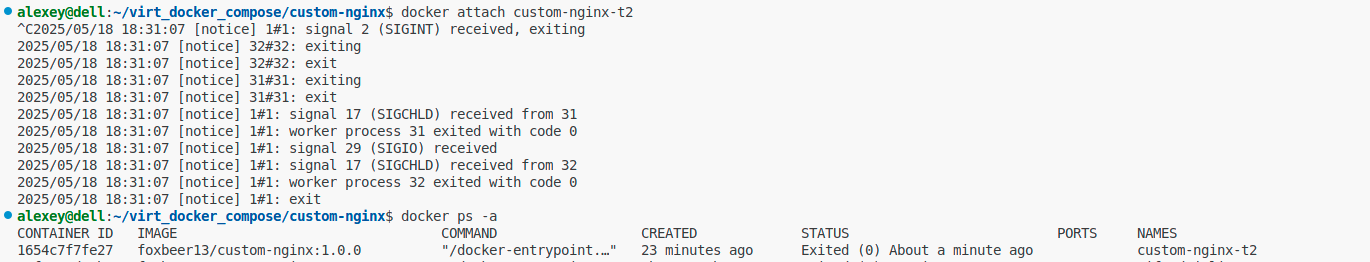 alexey@dell:~/virt_docker_compose/custom-nginx$ docker attach custom-nginx-t2
^C2025/05/18 18:31:07 [notice] 1#1: signal 2 (SIGINT) received, exiting
2025/05/18 18:31:07 [notice] 32#32: exiting
2025/05/18 18:31:07 [notice] 32#32: exit
2025/05/18 18:31:07 [notice] 31#31: exiting
2025/05/18 18:31:07 [notice] 31#31: exit
2025/05/18 18:31:07 [notice] 1#1: signal 17 (SIGCHLD) received from 31
2025/05/18 18:31:07 [notice] 1#1: worker process 31 exited with code 0
2025/05/18 18:31:07 [notice] 1#1: signal 29 (SIGIO) received
2025/05/18 18:31:07 [notice] 1#1: signal 17 (SIGCHLD) received from 32
2025/05/18 18:31:07 [notice] 1#1: worker process 32 exited with code 0
2025/05/18 18:31:07 [notice] 1#1: exit
alexey@dell:~/virt_docker_compose/custom-nginx$ docker ps -a
CONTAINER ID   IMAGE                          COMMAND                  CREATED          STATUS                          PORTS     NAMES
1654c7f7fe27   foxbeer13/custom-nginx:1.0.0   "/docker-entrypoint.…"   23 minutes ago   Exited (0) About a minute ago             custom-nginx-t2